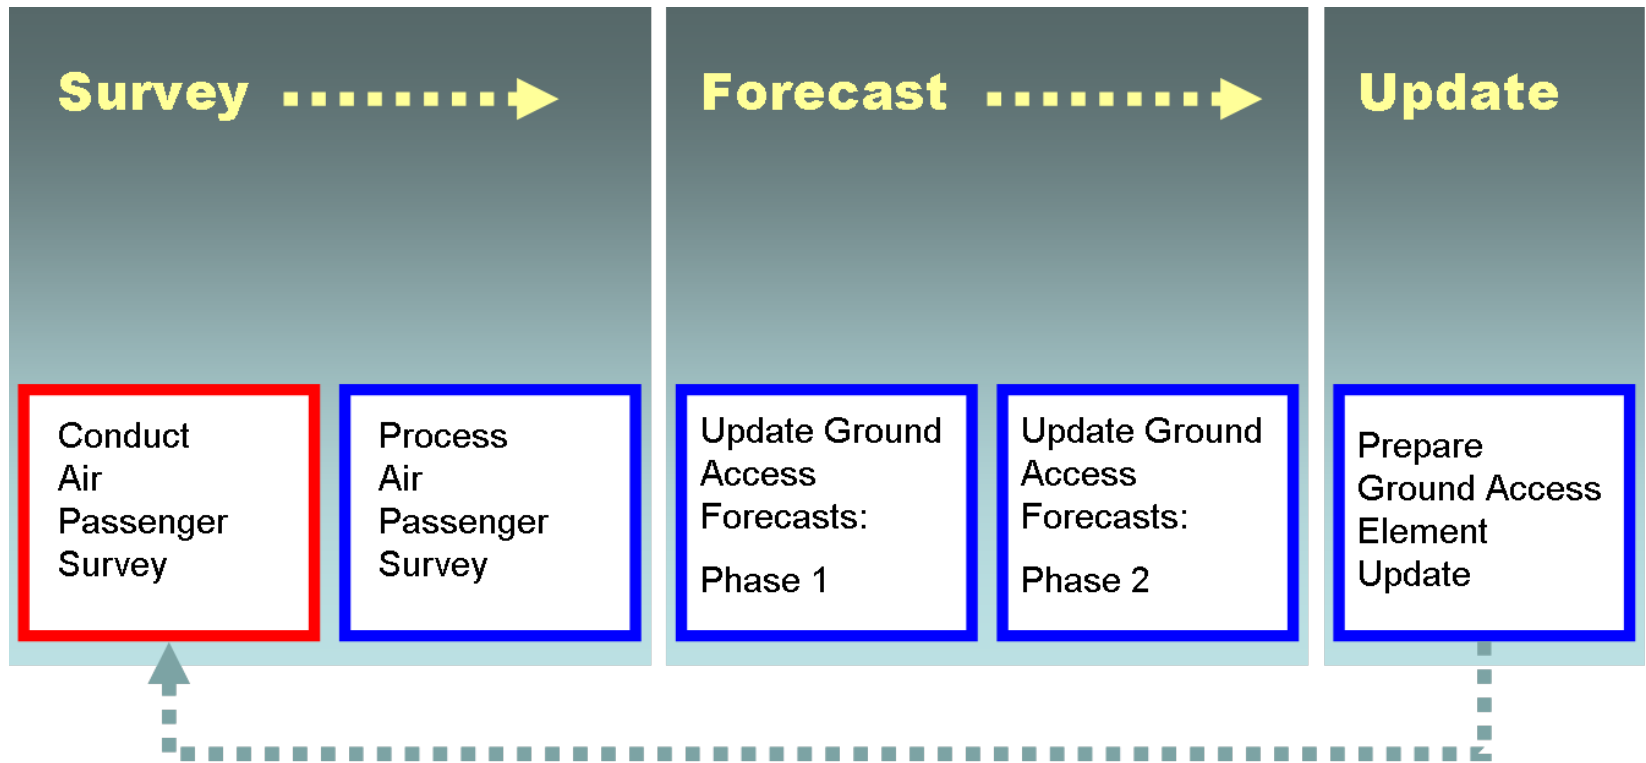 Survey
Forecast
Update
Conduct
Air
Passenger
Survey
Process
Air
Passenger
Survey
Update Ground
Access
Forecasts:
Phase 1
Update Ground
Access
Forecasts:
Phase 2
Prepare
Ground Access
Element
Update